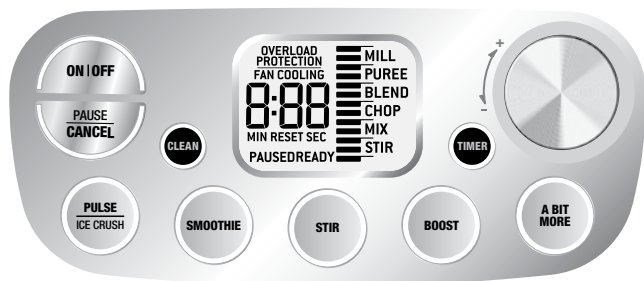 ON|OFF
PAUSE
CANCEL
CLEAN
PULSE
ICE CRUSH
SMOOTHIE
STIR
BOOST
A BIT
MORE
TIMER
+
-
OVERLOAD
PROTECTION
FAN COOLING
8:88
MIN RESET SEC
PAUSEDREADY
MILL
PUREE
BLEND
CHOP
MIX
STIR